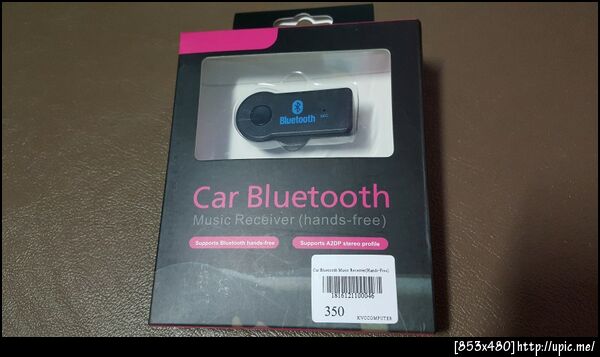 Bluetooth
Car Bluetooth
Music Receiver (hands-free)
Supports Bluetooth hands-free
Supports A2DP stereo profile
Car Bluetooth Music Receiver(Hands-Free)
1816121100046
350
KVCCOMPUTER
[853x480]http://upic.me/